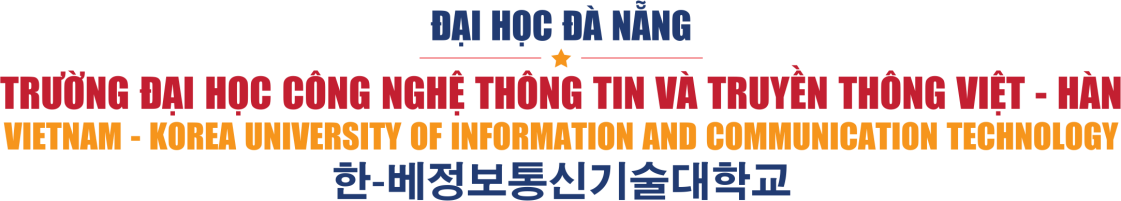 ĐẠI HỌC ĐÀ NẴNG
TRƯỜNG ĐẠI HỌC CÔNG NGHỆ THÔNG TIN VÀ TRUYỀN THÔNG VIỆT - HÀN
VIETNAM - KOREA UNIVERSITY OF INFORMATION AND COMMUNICATION TECHNOLOGY
한-베정보통신기술대학교